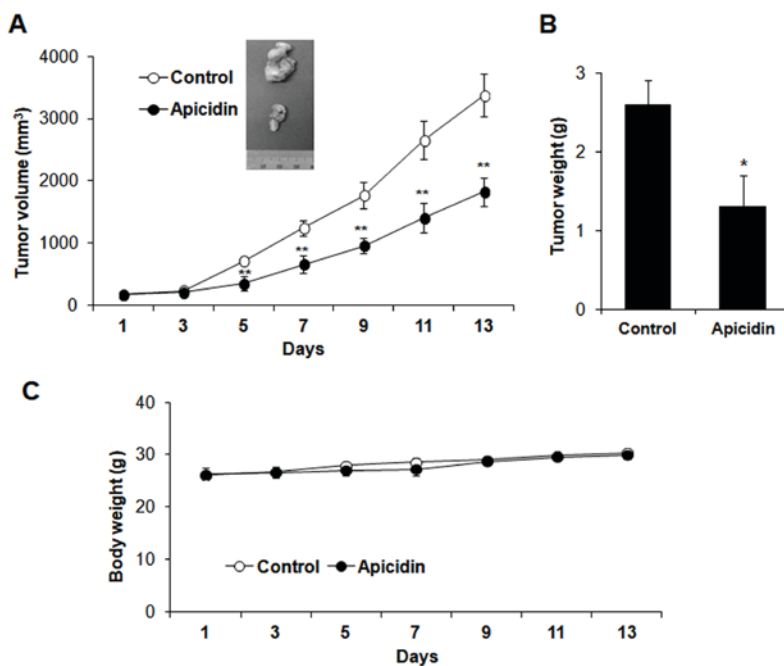 A
Tumor volume (mm³)
4000
3000
2000
1000
0
Control
Apicidin
**
**
**
**
**
1 3 5 7 9 11 13
Days
B
Tumor weight (g)
3
2
1
0
*
Control Apicidin
C
Body weight (g)
40
30
20
10
0
Control Apicidin
1 3 5 7 9 11 13
Days